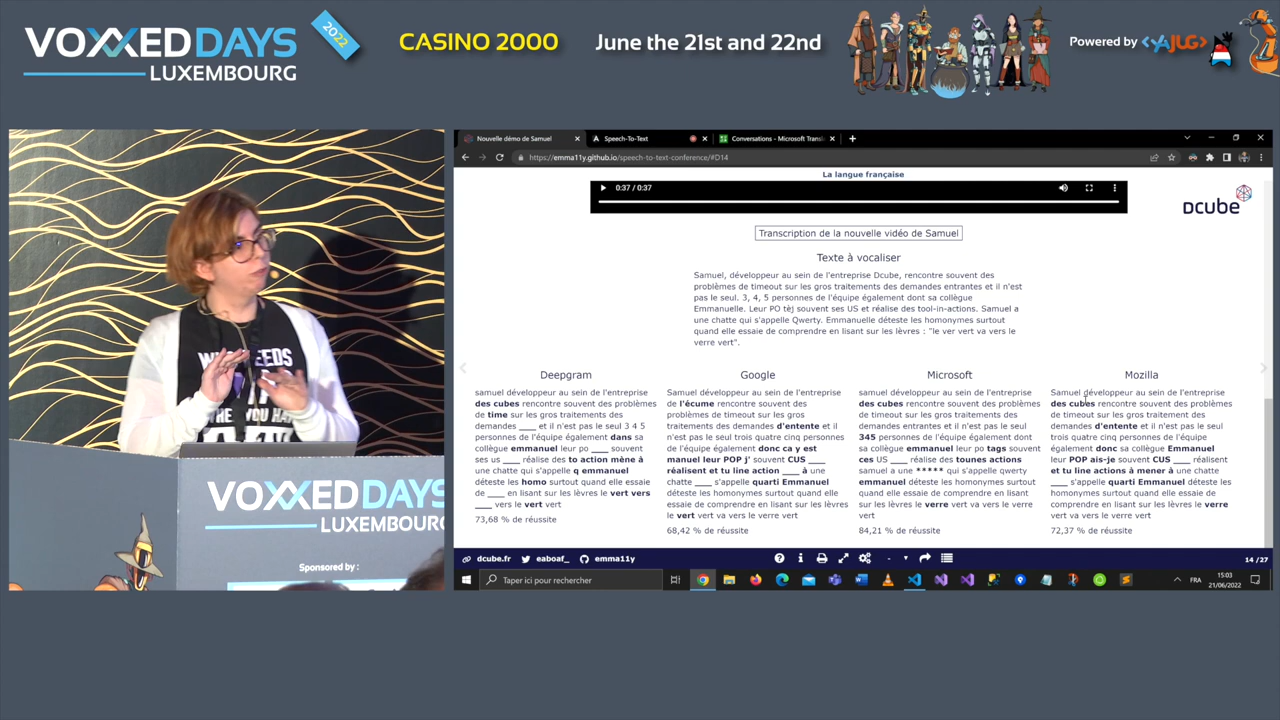 VOXXEDDAYS
LUXEMBOURG
2022
CASINO 2000
June the 21st and 22nd
Powered by <YAJUG>
Nouvelle démo de Samuel
Speech-To-Text
Conversations - Microsoft Transl
https://emma11y.github.io/speech-to-text-conference/#D14
La langue française
0:37 / 0:37
DCUBE
Transcription de la nouvelle vidéo de Samuel
Texte à vocaliser
Samuel, développeur au sein de l'entreprise Dcube, rencontre souvent des
problèmes de timeout sur les gros traitements des demandes entrantes et il n'est
pas le seul. 3, 4, 5 personnes de l'équipe également dont sa collègue
Emmanuelle. Leur PO tèj souvent ses US et réalise des tool-in-actions. Samuel a
une chatte qui s'appelle Qwerty. Emmanuelle déteste les homonymes surtout
quand elle essaie de comprendre en lisant sur les lèvres : "le ver vert va vers le
verre vert".
Deepgram
samuel développeur au sein de l'entreprise
des cubes rencontre souvent des problèmes
de time sur les gros traitements des
demandes ____ et il n'est pas le seul 3 4 5
personnes de l'équipe également dans sa
collègue emmanuel leur po ____ souvent
ses us ____ réalise des to action mène à
une chatte qui s'appelle q emmanuel
déteste les homo surtout quand elle essaie
de ____ en lisant sur les lèvres le vert vers
____ vers le vert vert
73,68 % de réussite
Google
Samuel développeur au sein de l'entreprise
de l'écume rencontre souvent des
problèmes de timeout sur les gros
traitements des demandes d'entente et il
n'est pas le seul trois quatre cinq personnes
de l'équipe également donc ca y est
manuel leur POP j' souvent CUS ____
réalisent et tu line action ____ à une
chatte ____ s'appelle quarti Emmanuel
déteste les homonymes surtout quand elle
essaie de comprendre en lisant sur les lèvres
le vert vert va vers le verre vert
68,42 % de réussite
Microsoft
samuel développeur au sein de l'entreprise
des cubes rencontre souvent des problèmes
de timeout sur les gros traitements des
demandes entrantes et il n'est pas le seul
345 personnes de l'équipe également dont
sa collègue emmanuel leur po tags souvent
ces US ____ réalise des tounes actions
samuel a une ***** qui s'appelle qwerty
emmanuel déteste les homonymes surtout
quand elle essaie de comprendre en lisant
sur les lèvres le verre vert va vers le verre
vert
84,21 % de réussite
Mozilla
Samuel développeur au sein de l'entreprise
des cubes rencontre souvent des problèmes
de timeout sur les gros traitement des
demandes d'entente et il n'est pas le seul
trois quatre cinq personnes de l'équipe
également donc sa collègue Emmanuel
leur POP ais-je souvent CUS ____ réalisent
et tu line actions à mener à une chatte
____ s'appelle quarti Emmanuel déteste les
homonymes surtout quand elle essaie de
comprendre en lisant sur les lèvres le verre
vert va vers le verre vert
72,37 % de réussite
dcube.fr
eaboaf_
emma11y
14 / 27
Taper ici pour rechercher
FRA
15:03
21/06/2022
VOXXEDDAYS
LUXEMBOURG
Sponsored by :